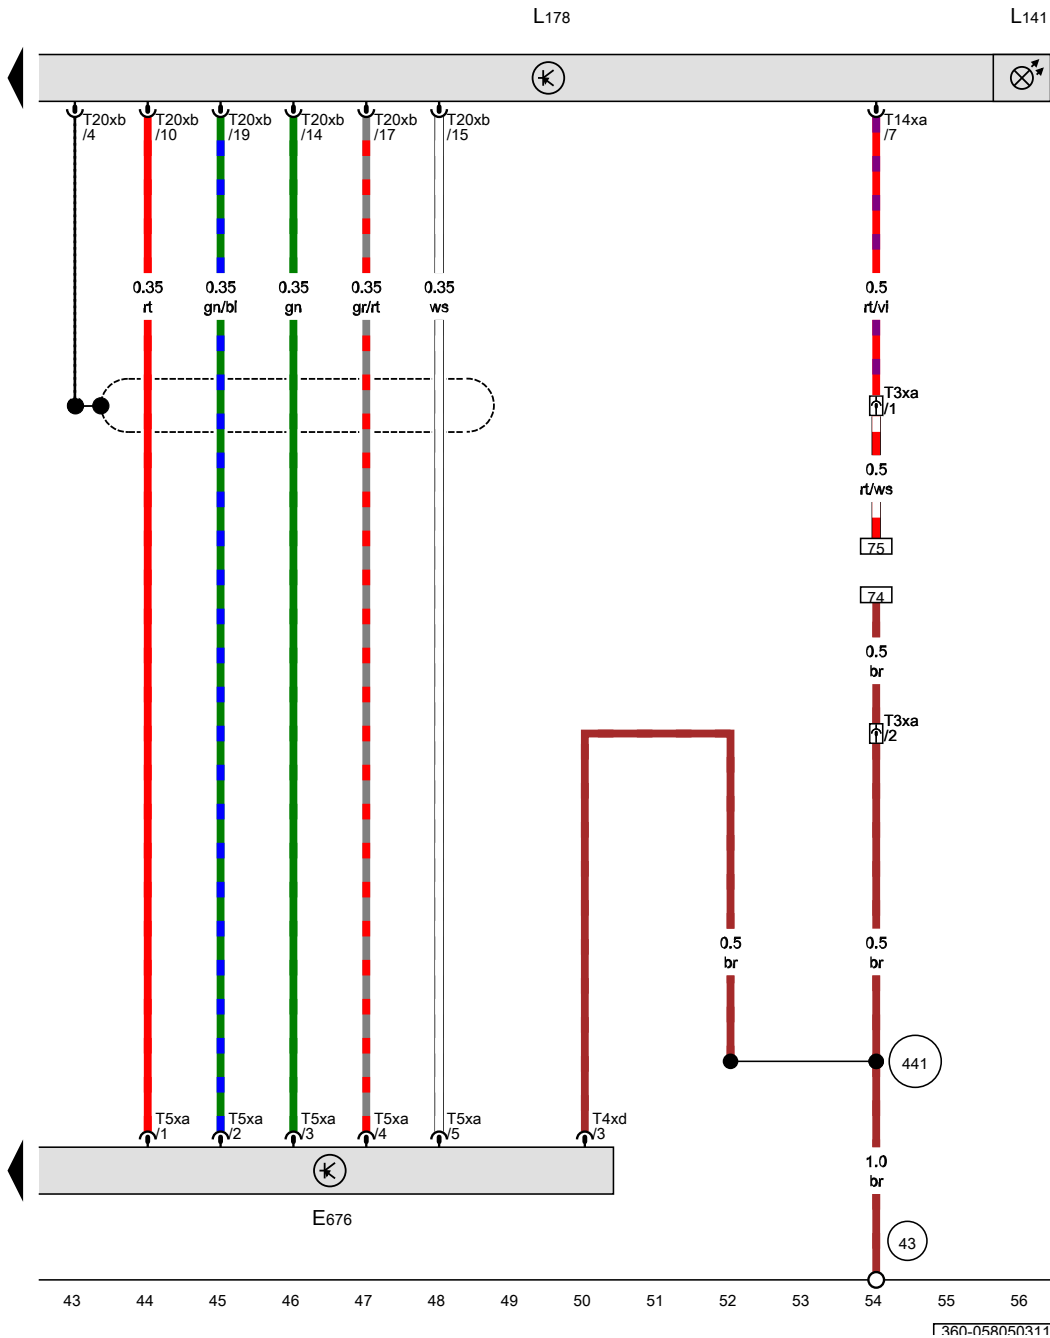 L178 L141
T20xb /4
T20xb /10
T20xb /19
T20xb /14
T20xb /17
T20xb /15
T14xa /7
0.35 rt
0.35 gn/bl
0.35 gn
0.35 gr/rt
0.35 ws
0.5 rt/vi
T3xa /1
0.5 rt/ws
75
74
0.5 br
T3xa /2
0.5 br
0.5 br
441
T5xa /1
T5xa /2
T5xa /3
T5xa /4
T5xa /5
T4xd /3
1.0 br
E676
43
43 44 45 46 47 48 49 50 51 52 53 54 55 56
360-058050311